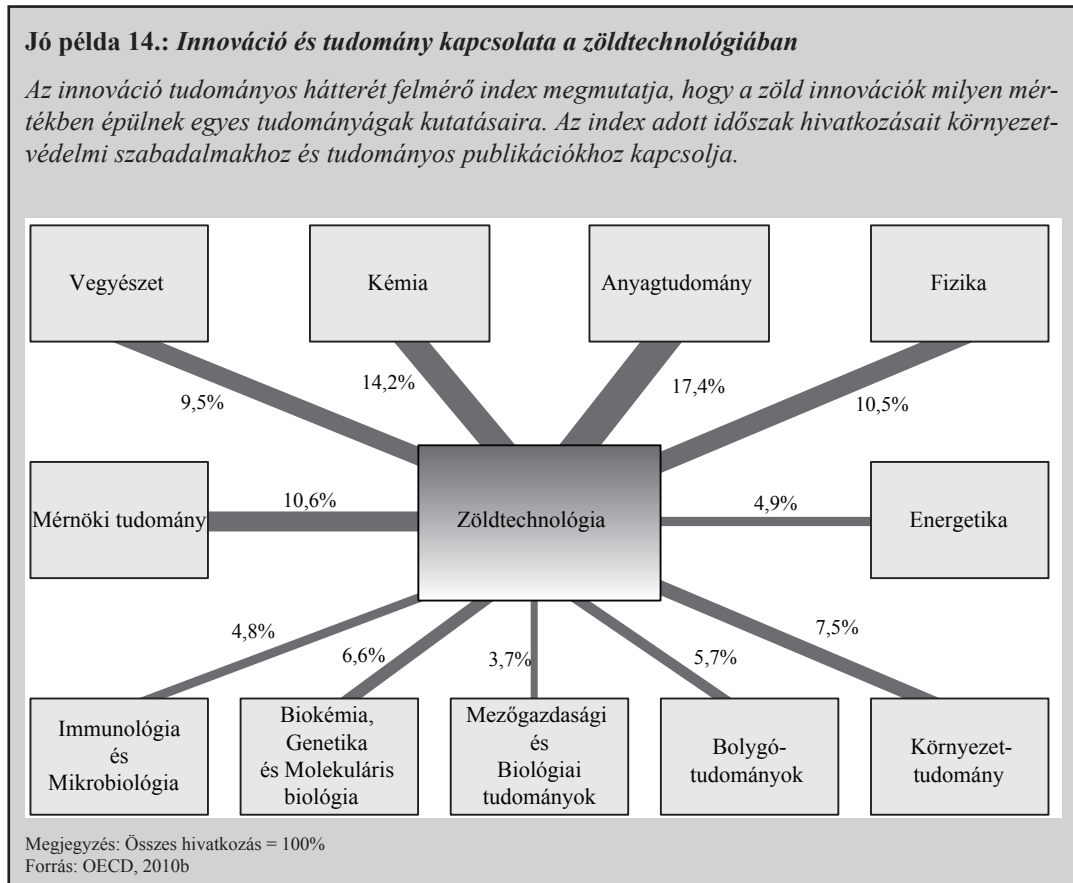 Jó példa 14.: Innováció és tudomány kapcsolata a zöldtechnológiában
Az innováció tudományos hátterét felmérő index megmutatja, hogy a zöld innovációk milyen mér-
tékben épülnek egyes tudományágak kutatásaira. Az index adott időszak hivatkozásait környezet-
védelmi szabadalmakhoz és tudományos publikációkhoz kapcsolja.
Vegyészet
Kémia
Anyagtudomány
Fizika
9,5%
14,2%
17,4%
10,5%
Mérnöki tudomány
10,6%
Zöldtechnológia
4,9%
Energetika
4,8%
6,6%
3,7%
5,7%
7,5%
Immunológia
és
Mikrobiológia
Biokémia,
Genetika
és Molekuláris
biológia
Mezőgazdasági
és
Biológiai
tudományok
Bolygó-
tudományok
Környezet-
tudomány
Megjegyzés: Összes hivatkozás = 100%
Forrás: OECD, 2010b